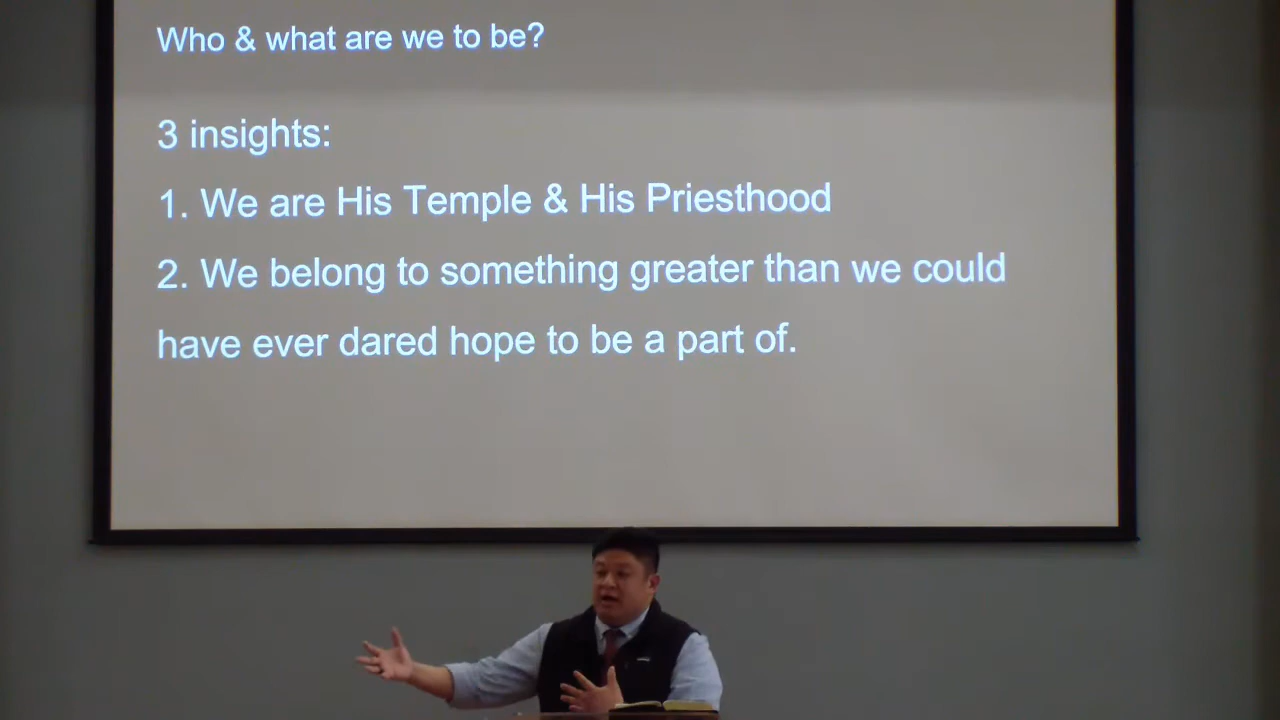 Who & what are we to be?
3 insights:
1. We are His Temple & His Priesthood
2. We belong to something greater than we could
have ever dared hope to be a part of.